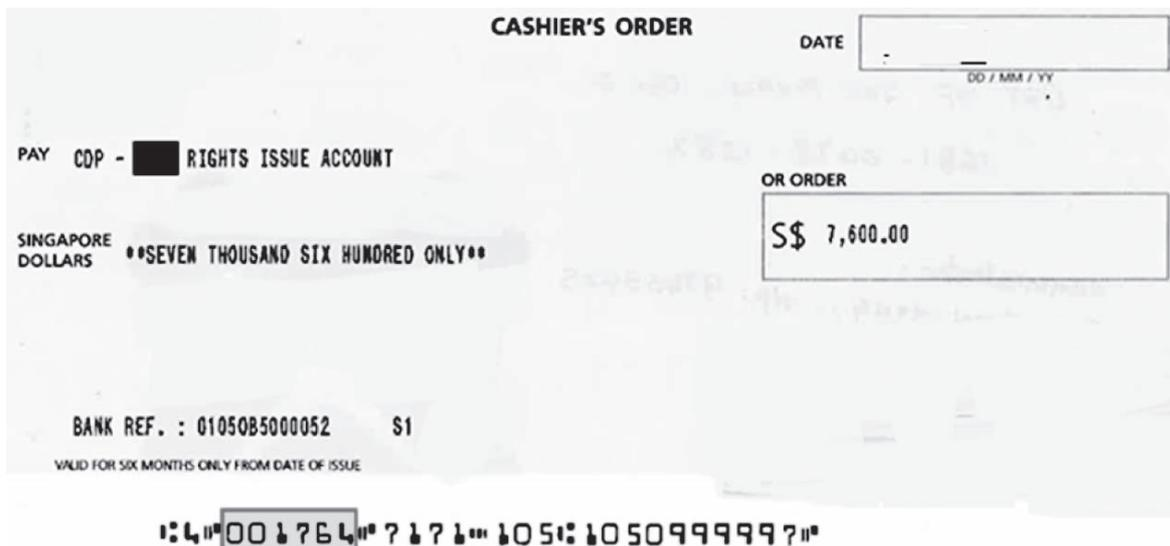 CASHIER'S ORDER
DATE
DD / MM / YY
PAY CDP - RIGHTS ISSUE ACCOUNT
OR ORDER
SINGAPORE DOLLARS **SEVEN THOUSAND SIX HUNDRED ONLY**
S$ 7,600.00
BANK REF. : 01050B5000052 S1
VALID FOR SIX MONTHS ONLY FROM DATE OF ISSUE
⑆4⑈001764⑈7171⑉105⑆1050999997⑈